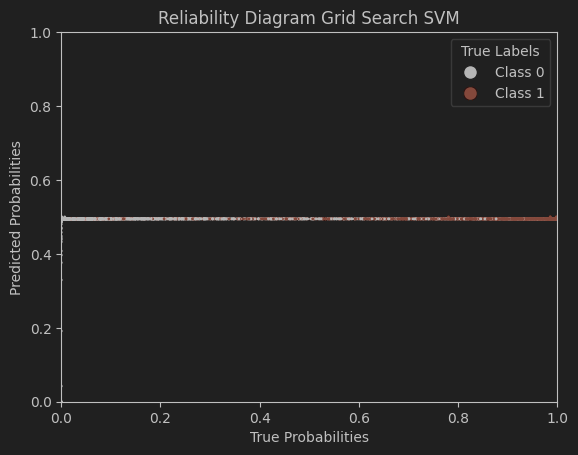 Reliability Diagram Grid Search SVM
1.0
0.8
0.6
0.4
0.2
0.0
Predicted Probabilities
True Labels
Class 0
Class 1
0.0 0.2 0.4 0.6 0.8 1.0
True Probabilities